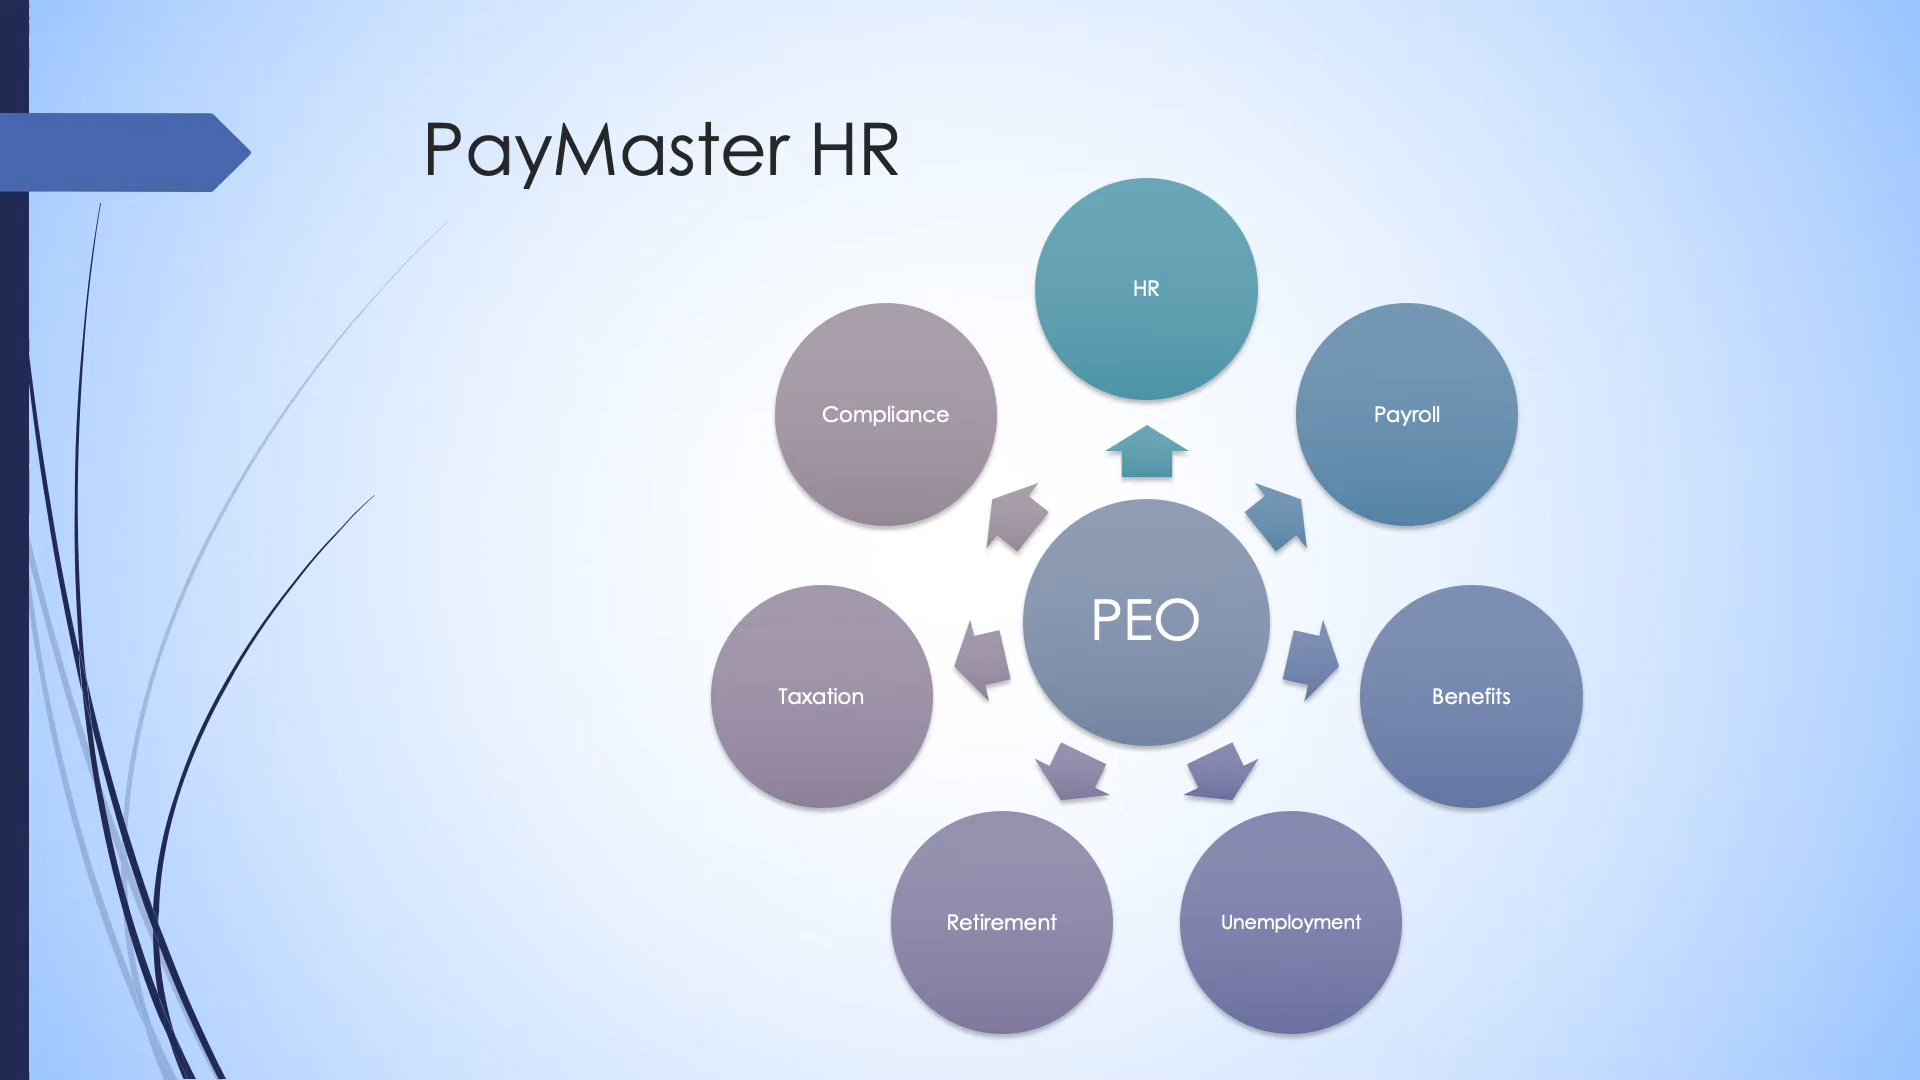 PayMaster HR
HR
Payroll
Compliance
PEO
Benefits
Taxation
Unemployment
Retirement